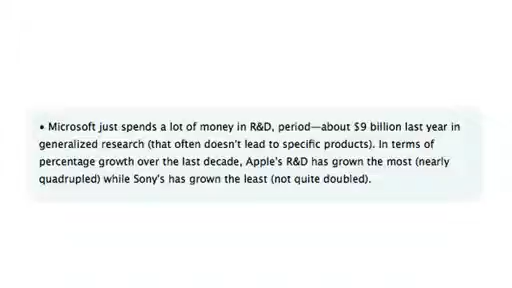 • Microsoft just spends a lot of money in R&D, period—about $9 billion last year in
generalized research (that often doesn't lead to specific products). In terms of
percentage growth over the last decade, Apple's R&D has grown the most (nearly
quadrupled) while Sony's has grown the least (not quite doubled).